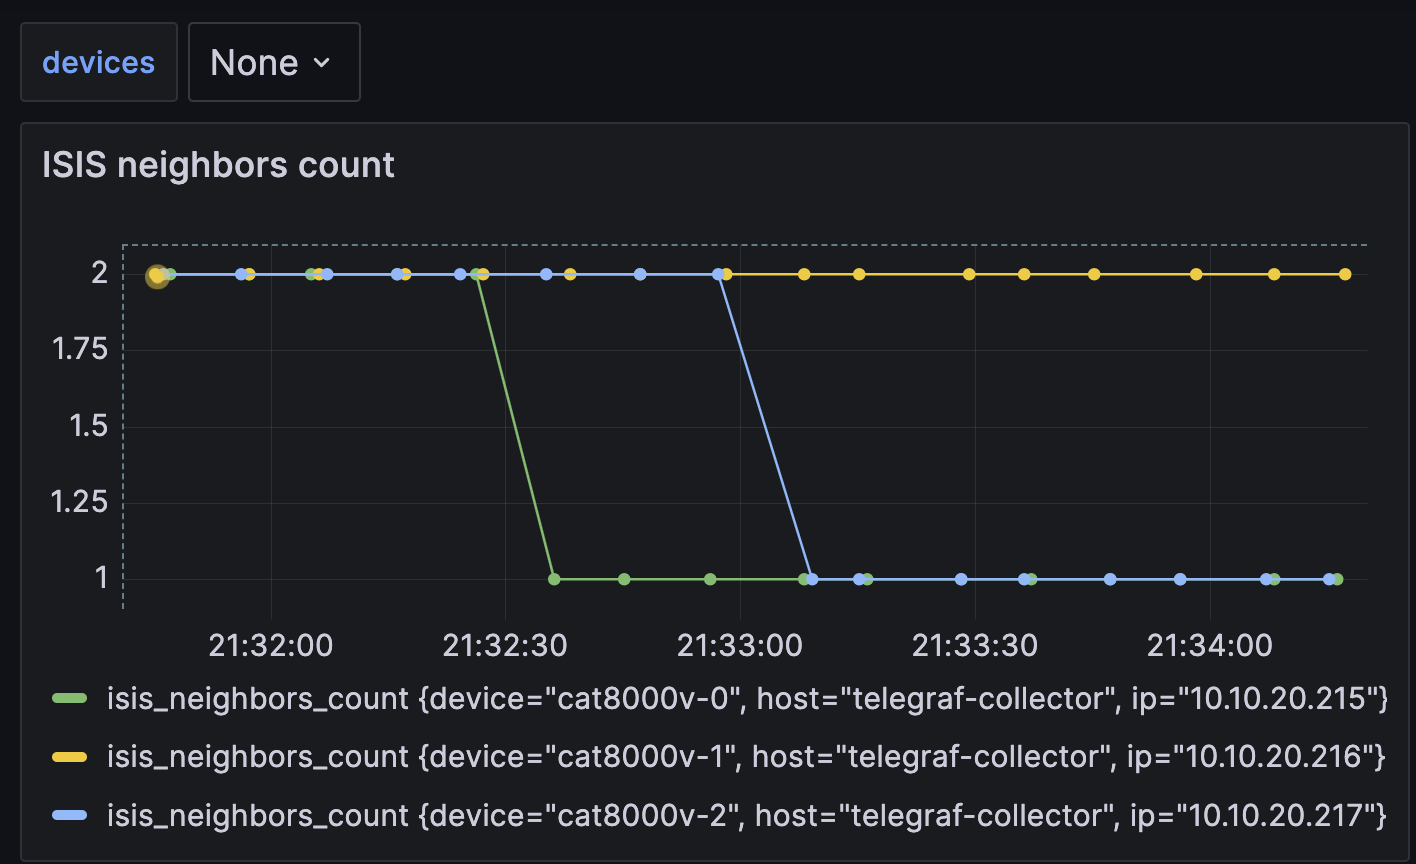 devices
None
ISIS neighbors count
2
1.75
1.5
1.25
1
21:32:00 21:32:30 21:33:00 21:33:30 21:34:00
isis_neighbors_count {device="cat8000v-0", host="telegraf-collector", ip="10.10.20.215"}
isis_neighbors_count {device="cat8000v-1", host="telegraf-collector", ip="10.10.20.216"}
isis_neighbors_count {device="cat8000v-2", host="telegraf-collector", ip="10.10.20.217"}